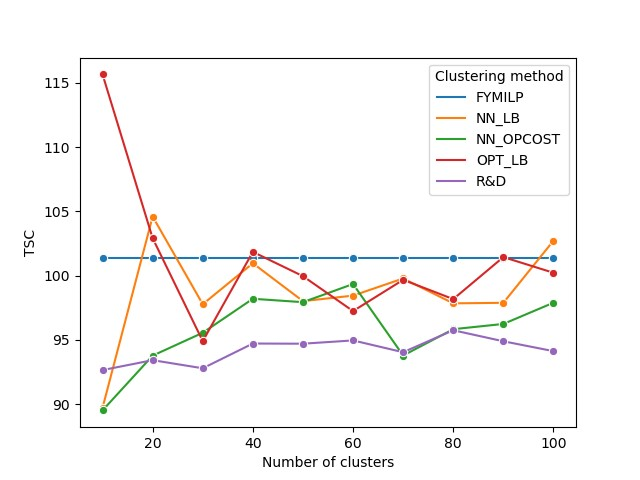 Clustering method
FYMILP
NN_LB
NN_OPCOST
OPT_LB
R&D
TSC
115
110
105
100
95
90
20
40
60
80
100
Number of clusters